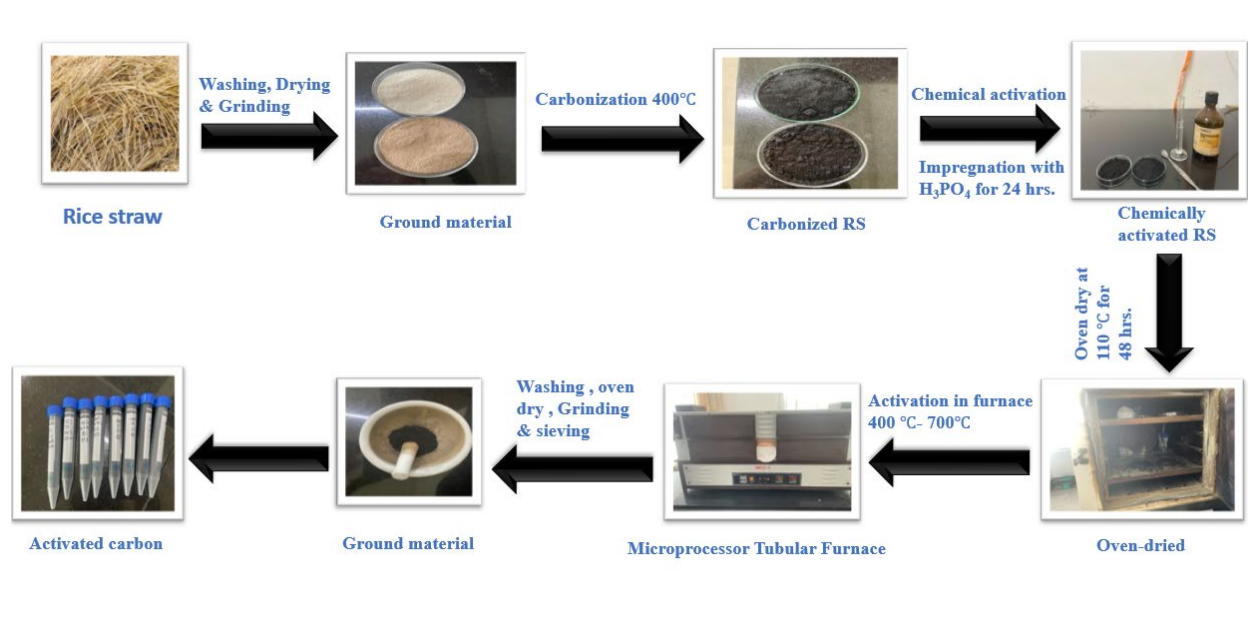 Washing, Drying
& Grinding
Carbonization 400℃
Chemical activation
Impregnation with
H₃PO₄ for 24 hrs.
Rice straw
Ground material
Carbonized RS
Chemically
activated RS
Oven dry at
110 ℃ for
48 hrs.
Activation in furnace
400 ℃- 700℃
Washing , oven
dry , Grinding
& sieving
Activated carbon
Ground material
Microprocessor Tubular Furnace
Oven-dried